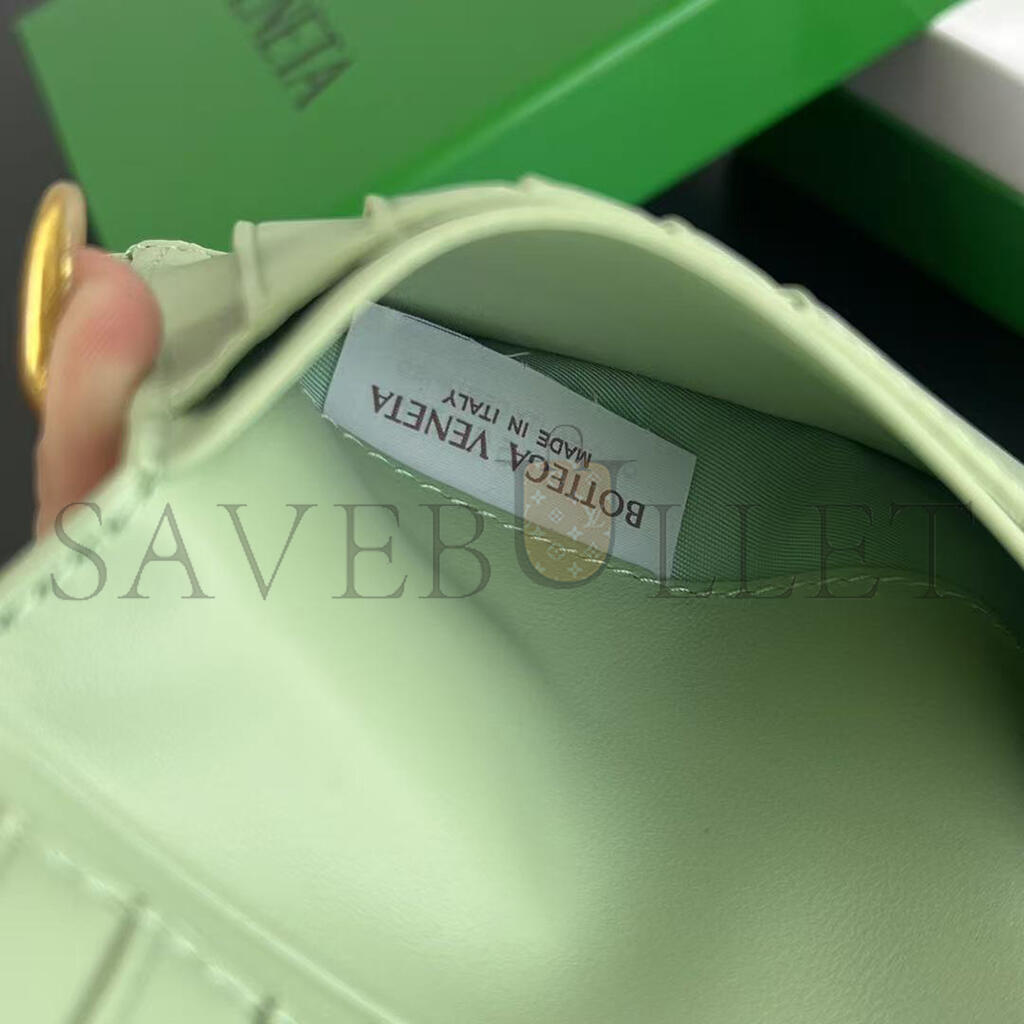 VENETA
BOTTEGA VENETA
MADE IN ITALY
SAVEBULLET